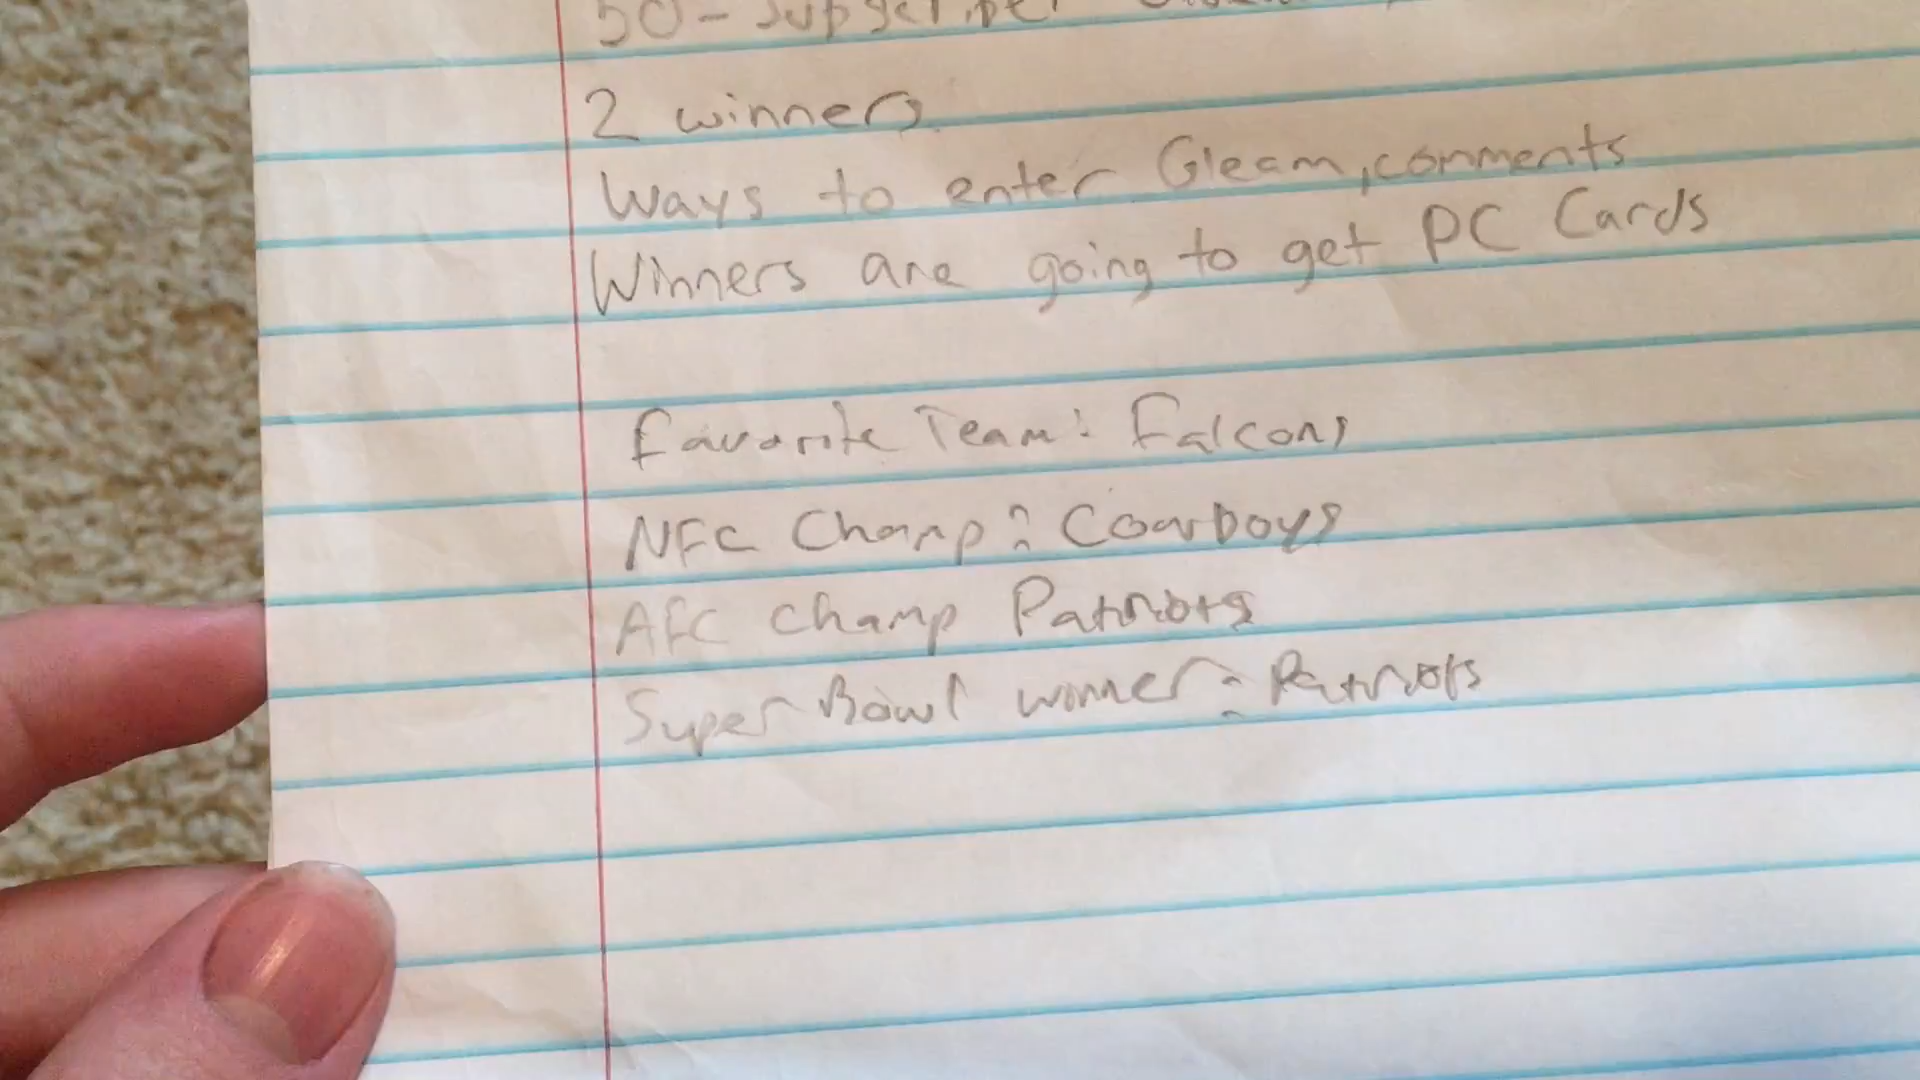 50 -
2 winners
Ways to enter Gleam, comments
Winners are going to get PC Cards
Favorite Team: Falcons
NFC Champ: Cowboys
AFC Champ Patriots
Super Bowl winner: Patriots